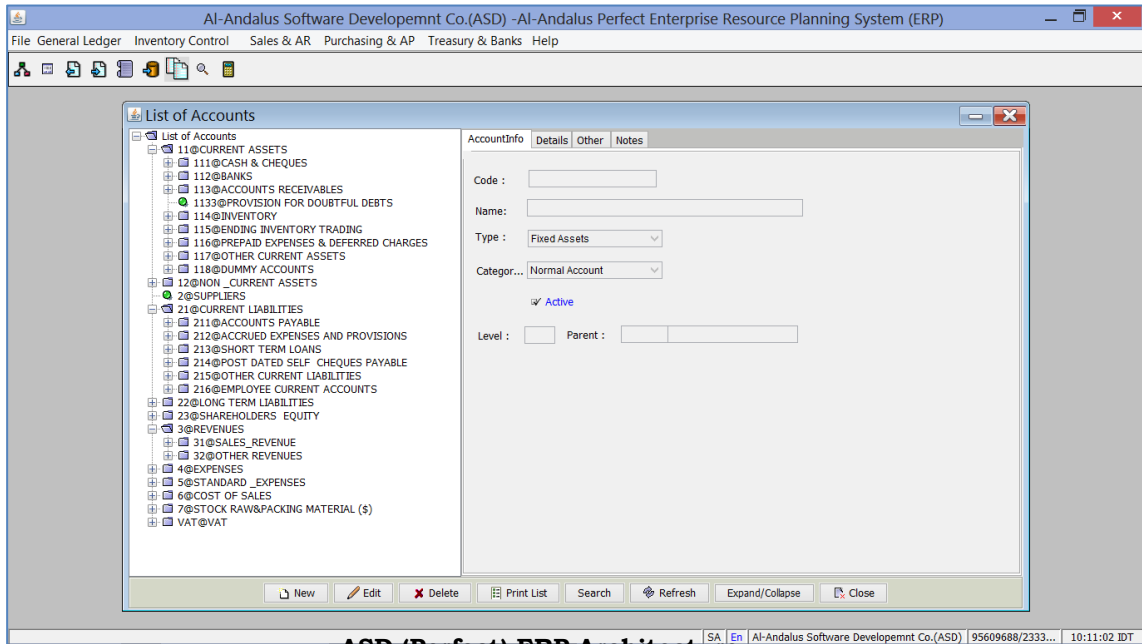 Al-Andalus Software Developemnt Co.(ASD) -Al-Andalus Perfect Enterprise Resource Planning System (ERP)
File General Ledger Inventory Control Sales & AR Purchasing & AP Treasury & Banks Help
List of Accounts
List of Accounts
11@CURRENT ASSETS
111@CASH & CHEQUES
112@BANKS
113@ACCOUNTS RECEIVABLES
1133@PROVISION FOR DOUBTFUL DEBTS
114@INVENTORY
115@ENDING INVENTORY TRADING
116@PREPAID EXPENSES & DEFERRED CHARGES
117@OTHER CURRENT ASSETS
118@DUMMY ACCOUNTS
12@NON _CURRENT ASSETS
2@SUPPLIERS
21@CURRENT LIABILITIES
211@ACCOUNTS PAYABLE
212@ACCRUED EXPENSES AND PROVISIONS
213@SHORT TERM LOANS
214@POST DATED SELF CHEQUES PAYABLE
215@OTHER CURRENT LIABILITIES
216@EMPLOYEE CURRENT ACCOUNTS
22@LONG TERM LIABILITIES
23@SHAREHOLDERS EQUITY
3@REVENUES
31@SALES_REVENUE
32@OTHER REVENUES
4@EXPENSES
5@STANDARD _EXPENSES
6@COST OF SALES
7@STOCK RAW&PACKING MATERIAL ($)
VAT@VAT
AccountInfo Details Other Notes
Code :
Name:
Type : Fixed Assets
Categor... Normal Account
Active
Level : Parent :
New Edit Delete Print List Search Refresh Expand/Collapse Close
ASD (Perfect) ERP Architect
SA En Al-Andalus Software Developemnt Co.(ASD) 95609688/2333... 10:11:02 IDT